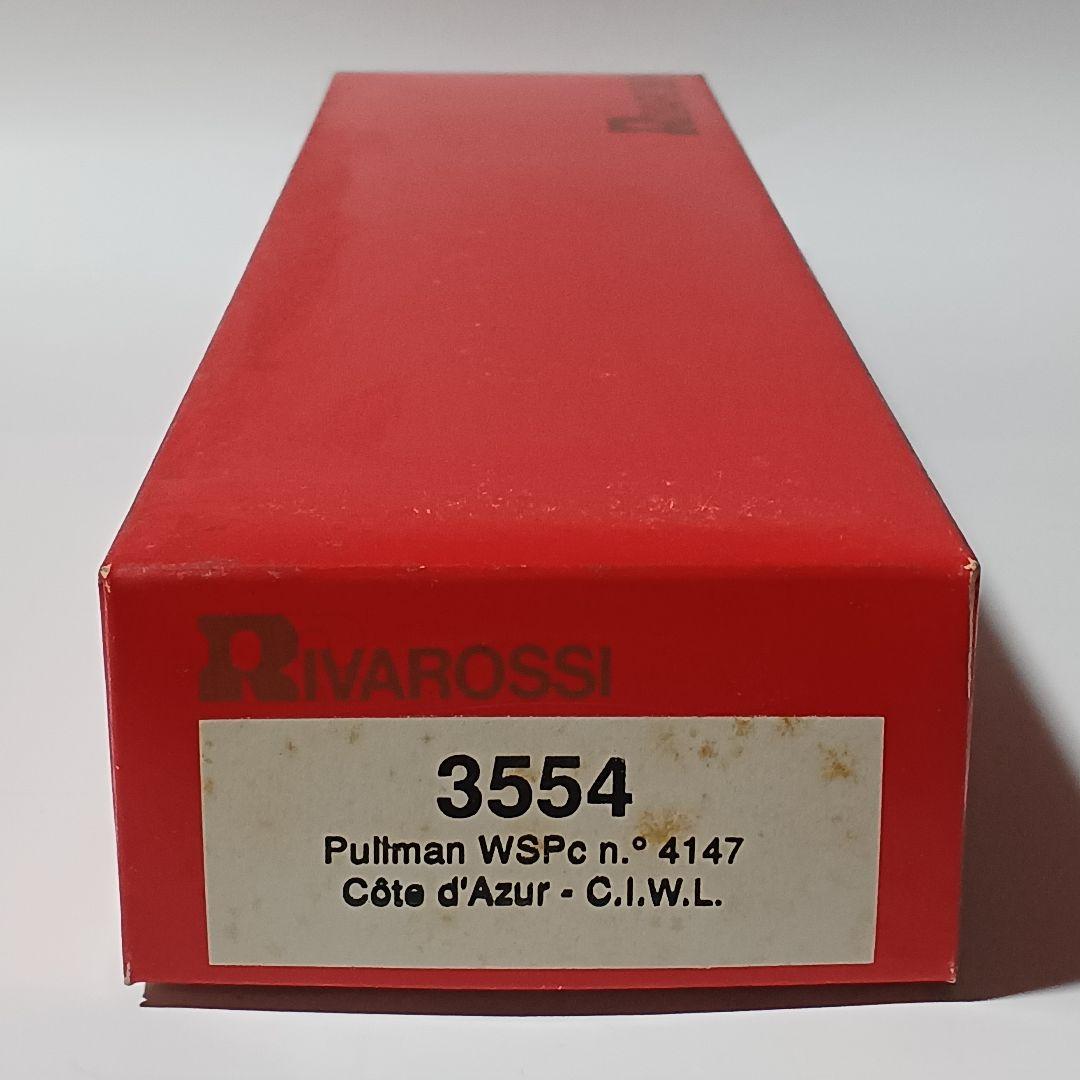 RIVAROSSI
3554
Pullman WSPc n.° 4147
Côte d'Azur - C.I.W.L.